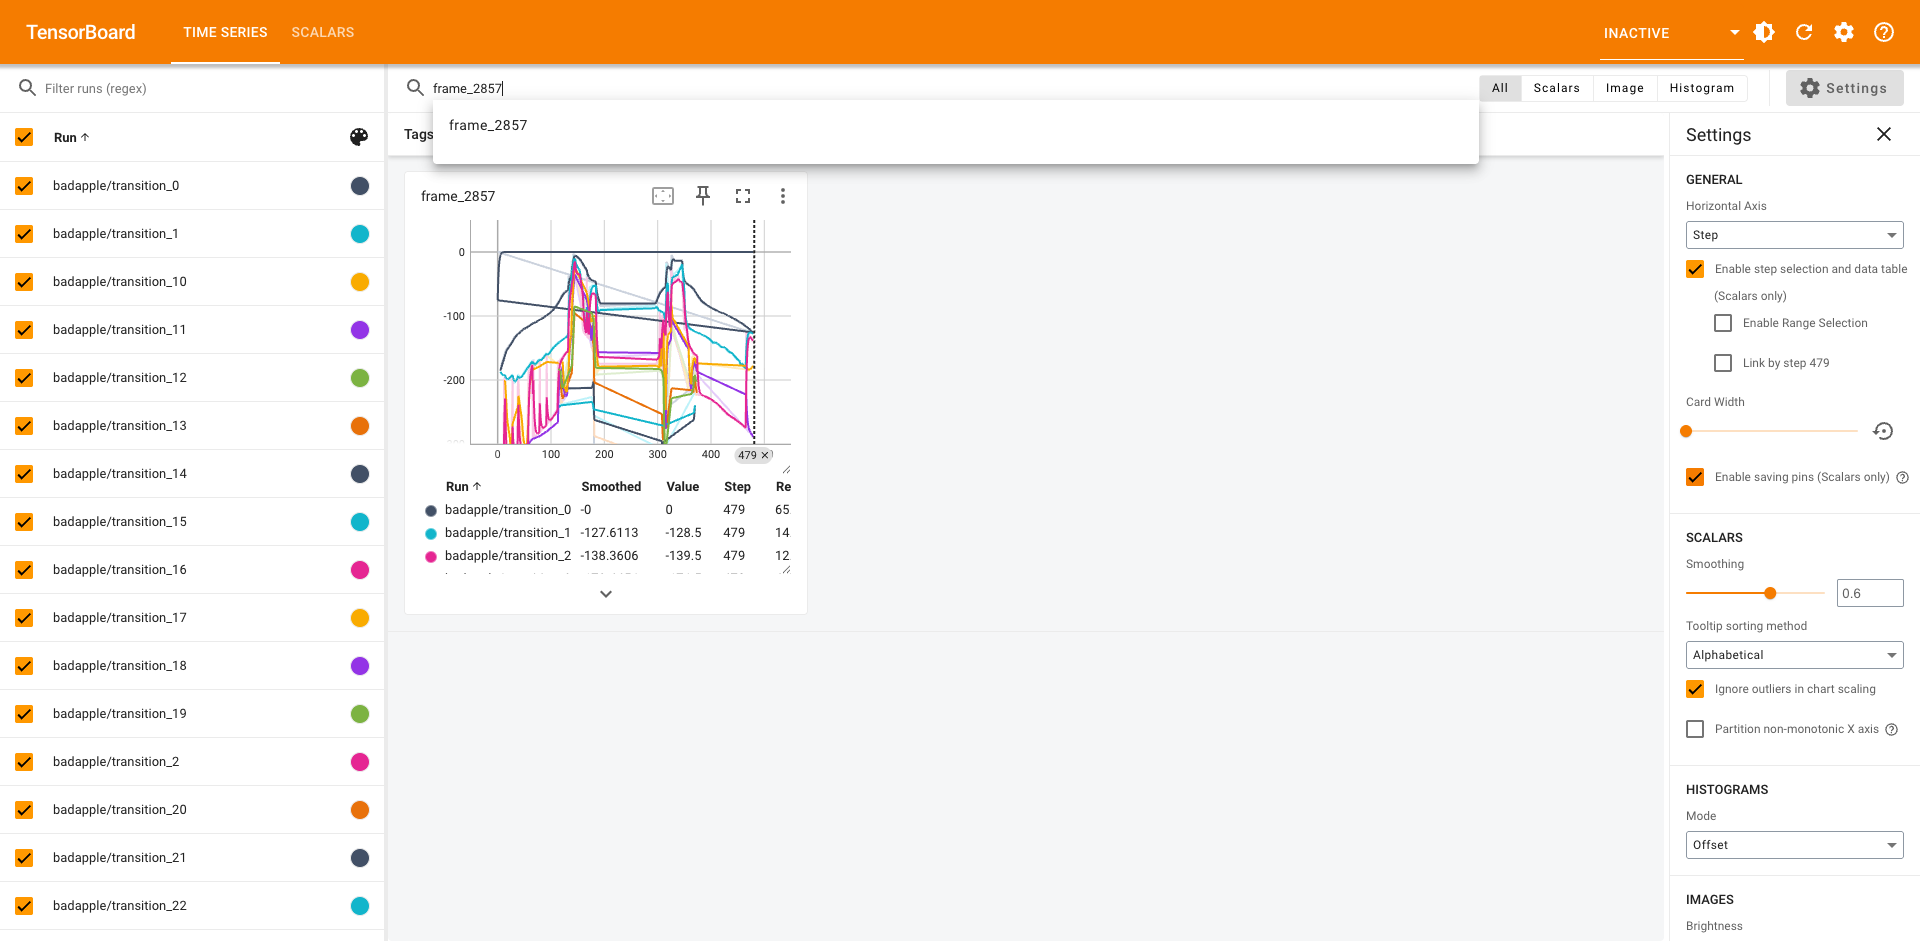 TensorBoard
TIME SERIES
SCALARS
INACTIVE
Filter runs (regex)
frame_2857
All
Scalars
Image
Histogram
Settings
frame_2857
Run
Tags
Settings
badapple/transition_0
badapple/transition_1
badapple/transition_10
badapple/transition_11
badapple/transition_12
badapple/transition_13
badapple/transition_14
badapple/transition_15
badapple/transition_16
badapple/transition_17
badapple/transition_18
badapple/transition_19
badapple/transition_2
badapple/transition_20
badapple/transition_21
badapple/transition_22
frame_2857
0
-100
-200
0 100 200 300 400 479
Run Smoothed Value Step Re
badapple/transition_0 -0 0 479 65
badapple/transition_1 -127.6113 -128.5 479 14
badapple/transition_2 -138.3606 -139.5 479 12
GENERAL
Horizontal Axis
Step
Enable step selection and data table
(Scalars only)
Enable Range Selection
Link by step 479
Card Width
Enable saving pins (Scalars only)
SCALARS
Smoothing
0.6
Tooltip sorting method
Alphabetical
Ignore outliers in chart scaling
Partition non-monotonic X axis
HISTOGRAMS
Mode
Offset
IMAGES
Brightness